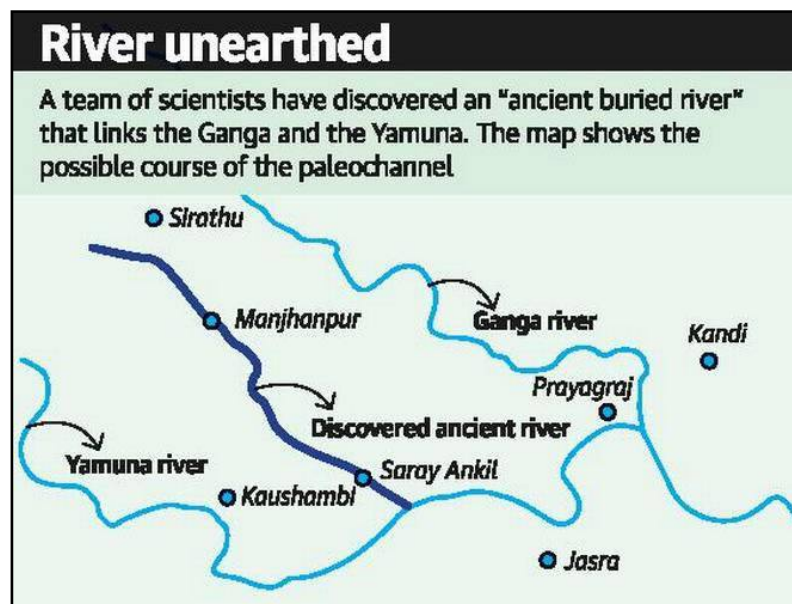 River unearthed
A team of scientists have discovered an "ancient buried river"
that links the Ganga and the Yamuna. The map shows the
possible course of the paleochannel
Sirathu
Manjhanpur
Ganga river
Kandi
Prayagraj
Discovered ancient river
Yamuna river
Saray Ankil
Kaushambi
Jasra